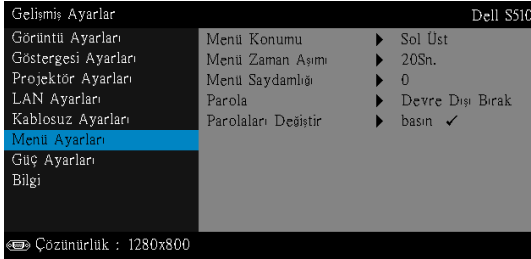 Gelişmiş Ayarlar Dell S510
Görüntü Ayarları
Göstergesi Ayarları
Projektör Ayarları
LAN Ayarları
Kablosuz Ayarları
Menü Ayarları
Güç Ayarları
Bilgi
Menü Konumu ▶ Sol Üst
Menü Zaman Aşımı ▶ 20Sn.
Menü Saydamlığı ▶ 0
Parola ▶ Devre Dışı Bırak
Parolaları Değiştir ▶ basın ✓
Çözünürlük : 1280x800